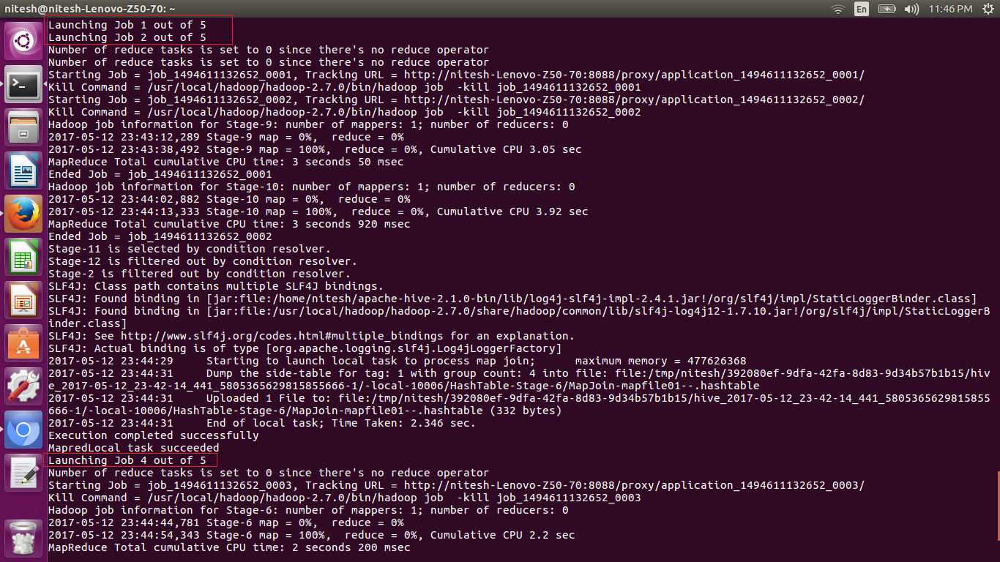 nitesh@nitesh-Lenovo-Z50-70: ~
En
11:46 PM
Launching Job 1 out of 5
Launching Job 2 out of 5
Number of reduce tasks is set to 0 since there's no reduce operator
Number of reduce tasks is set to 0 since there's no reduce operator
Starting Job = job_1494611132652_0001, Tracking URL = http://nitesh-Lenovo-Z50-70:8088/proxy/application_1494611132652_0001/
Kill Command = /usr/local/hadoop/hadoop-2.7.0/bin/hadoop job  -kill job_1494611132652_0001
Starting Job = job_1494611132652_0002, Tracking URL = http://nitesh-Lenovo-Z50-70:8088/proxy/application_1494611132652_0002/
Kill Command = /usr/local/hadoop/hadoop-2.7.0/bin/hadoop job  -kill job_1494611132652_0002
Hadoop job information for Stage-9: number of mappers: 1; number of reducers: 0
2017-05-12 23:43:12,289 Stage-9 map = 0%,  reduce = 0%
2017-05-12 23:43:38,492 Stage-9 map = 100%,  reduce = 0%, Cumulative CPU 3.05 sec
MapReduce Total cumulative CPU time: 3 seconds 50 msec
Ended Job = job_1494611132652_0001
Hadoop job information for Stage-10: number of mappers: 1; number of reducers: 0
2017-05-12 23:44:02,882 Stage-10 map = 0%,  reduce = 0%
2017-05-12 23:44:13,333 Stage-10 map = 100%,  reduce = 0%, Cumulative CPU 3.92 sec
MapReduce Total cumulative CPU time: 3 seconds 920 msec
Ended Job = job_1494611132652_0002
Stage-11 is selected by condition resolver.
Stage-12 is filtered out by condition resolver.
Stage-2 is filtered out by condition resolver.
SLF4J: Class path contains multiple SLF4J bindings.
SLF4J: Found binding in [jar:file:/home/nitesh/apache-hive-2.1.0-bin/lib/log4j-slf4j-impl-2.4.1.jar!/org/slf4j/impl/StaticLoggerBinder.class]
SLF4J: Found binding in [jar:file:/usr/local/hadoop/hadoop-2.7.0/share/hadoop/common/lib/slf4j-log4j12-1.7.10.jar!/org/slf4j/impl/StaticLoggerB
inder.class]
SLF4J: See http://www.slf4j.org/codes.html#multiple_bindings for an explanation.
SLF4J: Actual binding is of type [org.apache.logging.slf4j.Log4jLoggerFactory]
2017-05-12 23:44:29     Starting to launch local task to process map join;      maximum memory = 477626368
2017-05-12 23:44:31     Dump the side-table for tag: 1 with group count: 4 into file: file:/tmp/nitesh/392080ef-9dfa-42fa-8d83-9d34b57b1b15/hiv
e_2017-05-12_23-42-14_441_5805365629815855666-1/-local-10006/HashTable-Stage-6/MapJoin-mapfile01--.hashtable
2017-05-12 23:44:31     Uploaded 1 File to: file:/tmp/nitesh/392080ef-9dfa-42fa-8d83-9d34b57b1b15/hive_2017-05-12_23-42-14_441_5805365629815855
666-1/-local-10006/HashTable-Stage-6/MapJoin-mapfile01--.hashtable (332 bytes)
2017-05-12 23:44:31     End of local task; Time Taken: 2.346 sec.
Execution completed successfully
MapredLocal task succeeded
Launching Job 4 out of 5
Number of reduce tasks is set to 0 since there's no reduce operator
Starting Job = job_1494611132652_0003, Tracking URL = http://nitesh-Lenovo-Z50-70:8088/proxy/application_1494611132652_0003/
Kill Command = /usr/local/hadoop/hadoop-2.7.0/bin/hadoop job  -kill job_1494611132652_0003
Hadoop job information for Stage-6: number of mappers: 1; number of reducers: 0
2017-05-12 23:44:44,781 Stage-6 map = 0%,  reduce = 0%
2017-05-12 23:44:54,343 Stage-6 map = 100%,  reduce = 0%, Cumulative CPU 2.2 sec
MapReduce Total cumulative CPU time: 2 seconds 200 msec